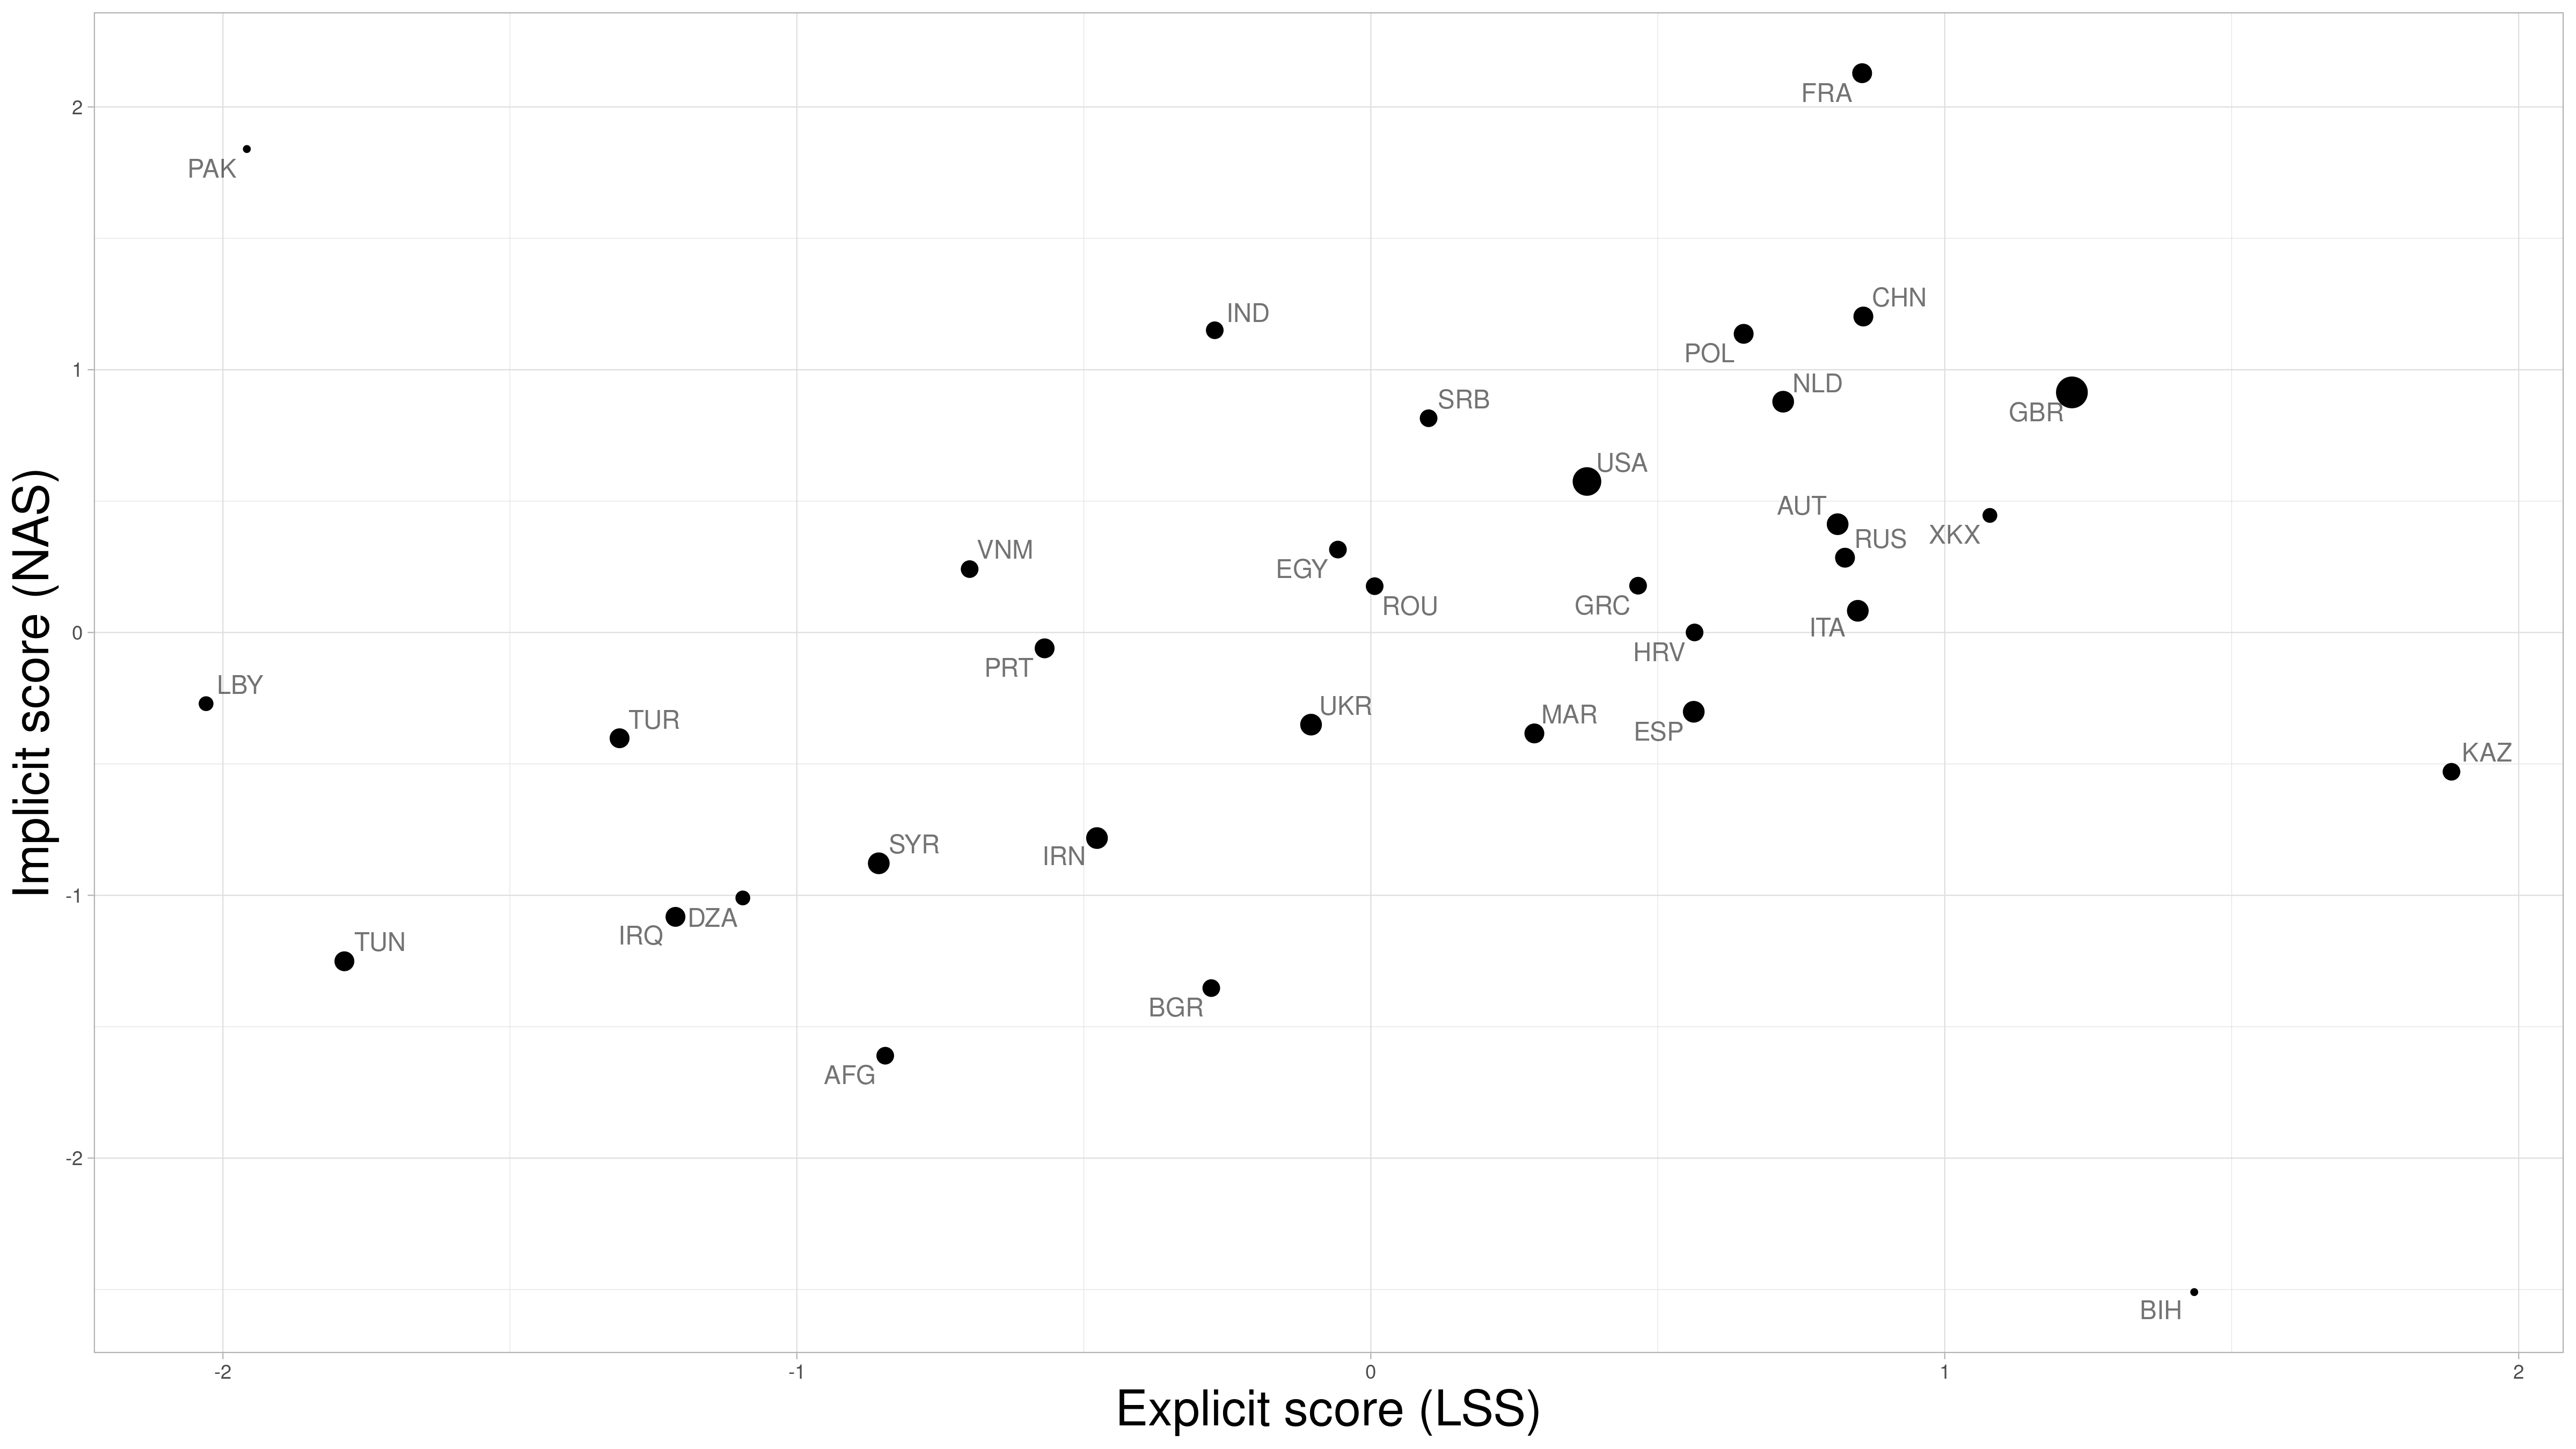 FRA
2
PAK
CHN
IND
POL
1
NLD
SRB
GBR
USA
AUT
RUS
XKX
VNM
EGY
ROU
GRC
ITA
0
HRV
PRT
LBY
UKR
MAR
TUR
ESP
KAZ
SYR
IRN
-1
DZA
IRQ
TUN
BGR
AFG
-2
BIH
Implicit score (NAS)
-2
-1
0
1
2
Explicit score (LSS)